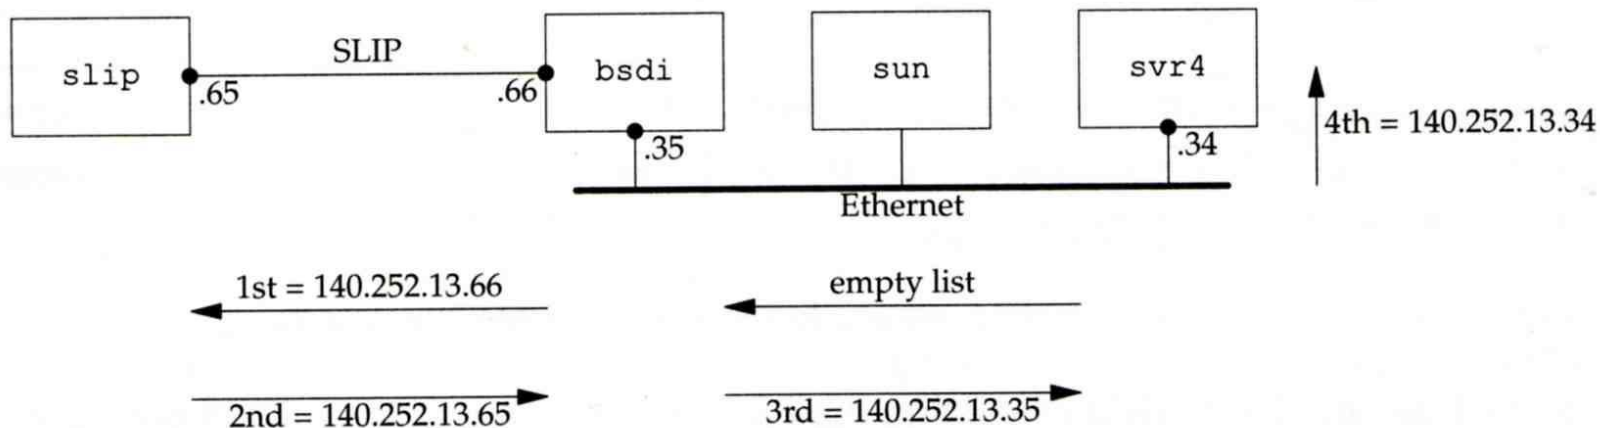 slip
SLIP
bsdi
sun
svr4
.65
.66
.35
.34
4th = 140.252.13.34
Ethernet
1st = 140.252.13.66
empty list
2nd = 140.252.13.65
3rd = 140.252.13.35